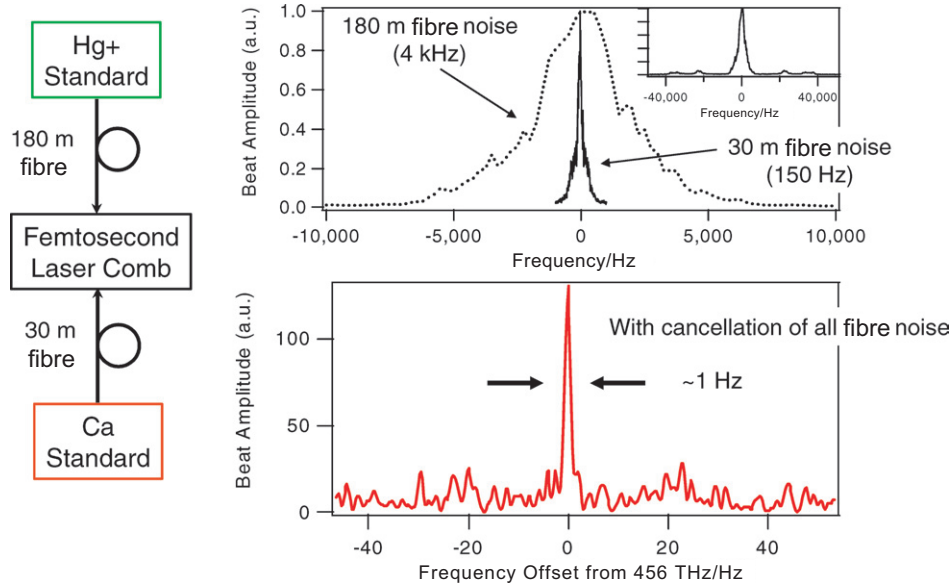 Hg+
Standard
180 m
fibre
Femtosecond
Laser Comb
30 m
fibre
Ca
Standard
Beat Amplitude (a.u.)
1.0
0.8
0.6
0.4
0.2
0.0
180 m fibre noise
(4 kHz)
30 m fibre noise
(150 Hz)
-40,000
0
40,000
Frequency/Hz
-10,000
-5,000
0
5,000
10,000
Frequency/Hz
Beat Amplitude (a.u.)
100
50
0
With cancellation of all fibre noise
~1 Hz
-40
-20
0
20
40
Frequency Offset from 456 THz/Hz